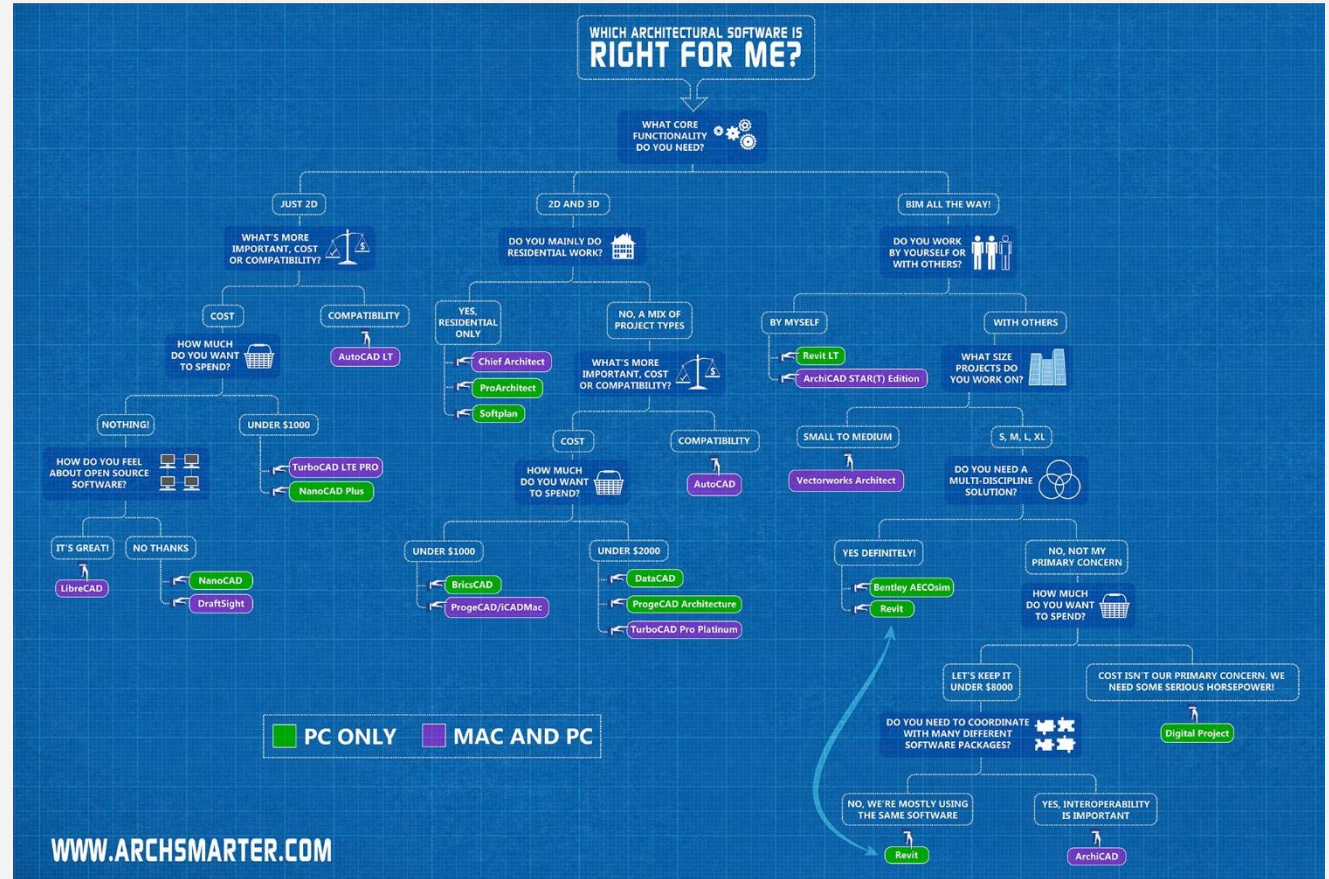 WHICH ARCHITECTURAL SOFTWARE IS
RIGHT FOR ME?
WHAT CORE
FUNCTIONALITY
DO YOU NEED?
JUST 2D
WHAT'S MORE
IMPORTANT, COST
OR COMPATIBILITY?
COST
COMPATIBILITY
AutoCAD LT
HOW MUCH
DO YOU WANT
TO SPEND?
NOTHING!
UNDER $1000
HOW DO YOU FEEL
ABOUT OPEN SOURCE
SOFTWARE?
TurboCAD LTE PRO
NanoCAD Plus
IT'S GREAT!
NO THANKS
LibreCAD
NanoCAD
DraftSight
2D AND 3D
DO YOU MAINLY DO
RESIDENTIAL WORK?
YES,
RESIDENTIAL
ONLY
Chief Architect
ProArchitect
Softplan
NO, A MIX OF
PROJECT TYPES
WHAT'S MORE
IMPORTANT, COST
OR COMPATIBILITY?
$
COST
COMPATIBILITY
AutoCAD
HOW MUCH
DO YOU WANT
TO SPEND?
UNDER $1000
BricsCAD
ProgeCAD/iCADMac
UNDER $2000
DataCAD
ProgeCAD Architecture
TurboCAD Pro Platinum
BIM ALL THE WAY!
DO YOU WORK
BY YOURSELF OR
WITH OTHERS?
BY MYSELF
Revit LT
ArchiCAD STAR(T) Edition
WITH OTHERS
WHAT SIZE
PROJECTS DO
YOU WORK ON?
SMALL TO MEDIUM
Vectorworks Architect
S, M, L, XL
DO YOU NEED A
MULTI-DISCIPLINE
SOLUTION?
YES DEFINITELY!
Bentley AECOsim
Revit
NO, NOT MY
PRIMARY CONCERN
HOW MUCH
DO YOU WANT
TO SPEND?
LET'S KEEP IT
UNDER $8000
COST ISN'T OUR PRIMARY CONCERN. WE
NEED SOME SERIOUS HORSEPOWER!
Digital Project
DO YOU NEED TO COORDINATE
WITH MANY DIFFERENT
SOFTWARE PACKAGES?
NO, WE'RE MOSTLY USING
THE SAME SOFTWARE
Revit
YES, INTEROPERABILITY
IS IMPORTANT
ArchiCAD
PC ONLY
MAC AND PC
WWW.ARCHSMARTER.COM